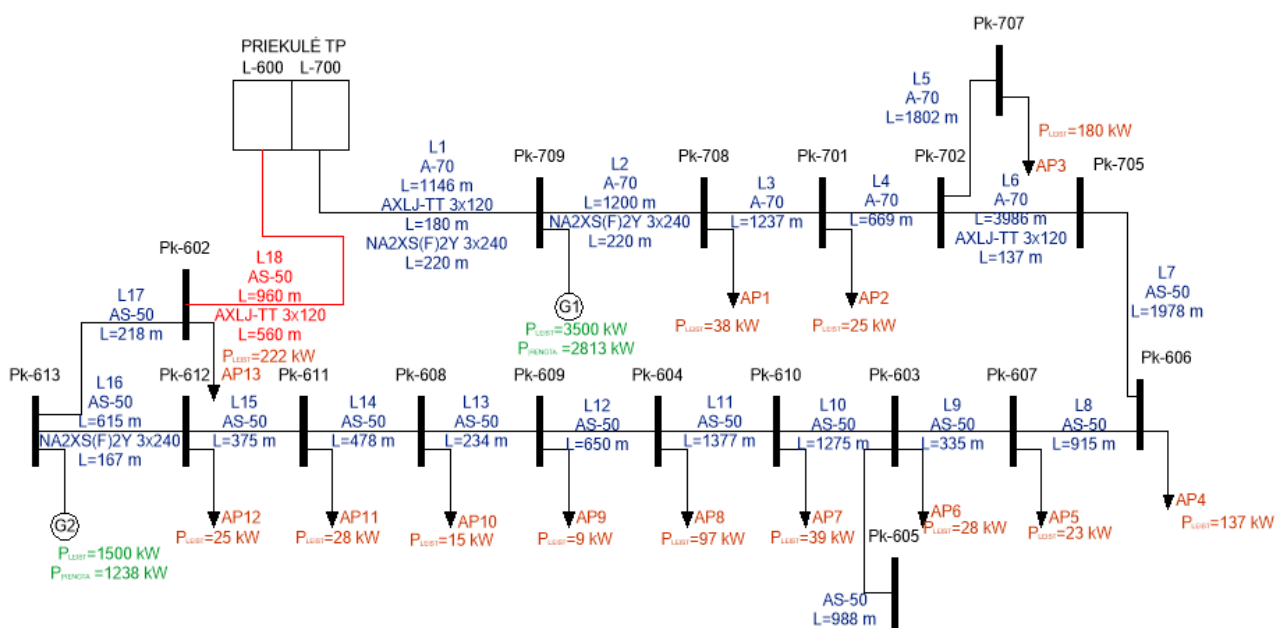 PRIEKULĖ TP
L-600 L-700
Pk-707
L5
A-70
L=1802 m
PLEIST=180 kW
AP3
Pk-709
L1
A-70
L=1146 m
AXLJ-TT 3x120
L=180 m
NA2XS(F)2Y 3x240
L=220 m
L2
A-70
L=1200 m
NA2XS(F)2Y 3x240
L=220 m
Pk-708
L3
A-70
L=1237 m
Pk-701
L4
A-70
L=669 m
Pk-702
L6
A-70
L=3986 m
AXLJ-TT 3x120
L=137 m
Pk-705
G1
PLEIST=3500 kW
P =2813 kW
AP1
PLEIST=38 kW
AP2
PLEIST=25 kW
L7
AS-50
L=1978 m
Pk-602
L18
AS-50
L=960 m
AXLJ-TT 3x120
L=560 m
L17
AS-50
L=218 m
PLEIST=222 kW
AP13
Pk-613
L16
AS-50
L=615 m
NA2XS(F)2Y 3x240
L=167 m
Pk-612
L15
AS-50
L=375 m
Pk-611
L14
AS-50
L=478 m
Pk-608
L13
AS-50
L=234 m
Pk-609
L12
AS-50
L=650 m
Pk-604
L11
AS-50
L=1377 m
Pk-610
L10
AS-50
L=1275 m
Pk-603
L9
AS-50
L=335 m
Pk-607
L8
AS-50
L=915 m
Pk-606
G2
PLEIST=1500 kW
P =1238 kW
AP12
PLEIST=25 kW
AP11
PLEIST=28 kW
AP10
PLEIST=15 kW
AP9
PLEIST=9 kW
AP8
PLEIST=97 kW
AP7
PLEIST=39 kW
AP6
PLEIST=28 kW
AP5
PLEIST=23 kW
AP4
PLEIST=137 kW
Pk-605
AS-50
L=988 m